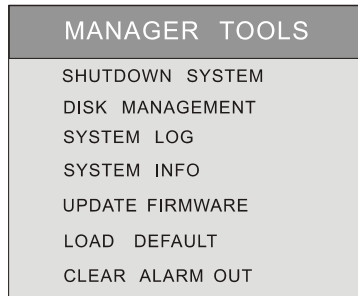 MANAGER TOOLS
SHUTDOWN SYSTEM
DISK MANAGEMENT
SYSTEM LOG
SYSTEM INFO
UPDATE FIRMWARE
LOAD DEFAULT
CLEAR ALARM OUT